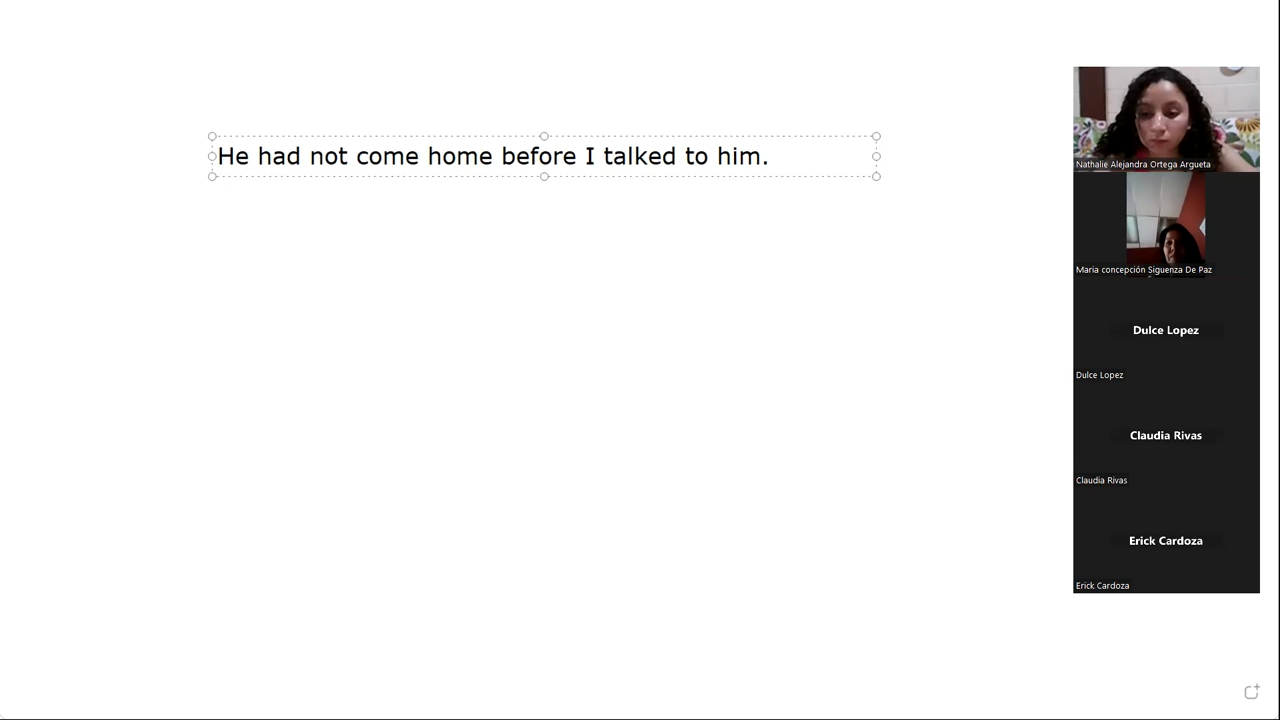 He had not come home before I talked to him.
Nathalie Alejandra Ortega Argueta
Maria concepción Siguenza De Paz
Dulce Lopez
Dulce Lopez
Claudia Rivas
Claudia Rivas
Erick Cardoza
Erick Cardoza